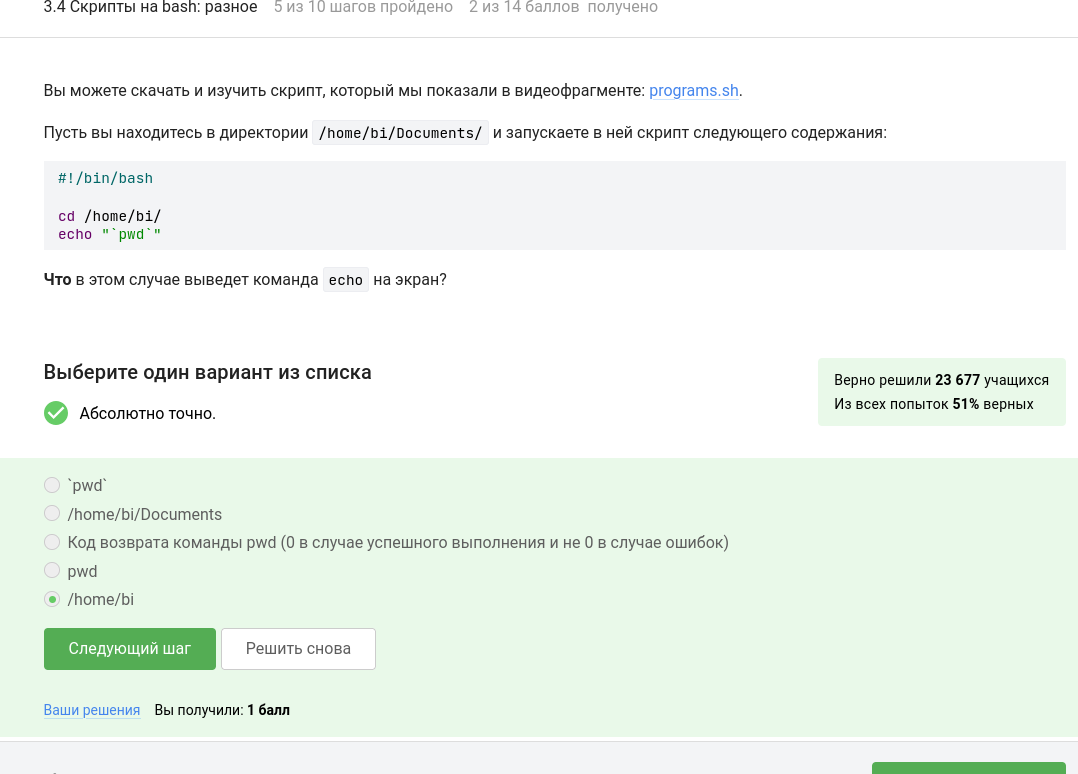 3.4 Скрипты на bash: разное 5 из 10 шагов пройдено 2 из 14 баллов получено
Вы можете скачать и изучить скрипт, который мы показали в видеофрагменте: programs.sh.
Пусть вы находитесь в директории /home/bi/Documents/ и запускаете в ней скрипт следующего содержания:
#!/bin/bash
cd /home/bi/
echo "`pwd`"
Что в этом случае выведет команда echo на экран?
Выберите один вариант из списка
Абсолютно точно.
Верно решили 23 677 учащихся
Из всех попыток 51% верных
`pwd`
/home/bi/Documents
Код возврата команды pwd (0 в случае успешного выполнения и не 0 в случае ошибок)
pwd
/home/bi
Следующий шаг Решить снова
Ваши решения Вы получили: 1 балл